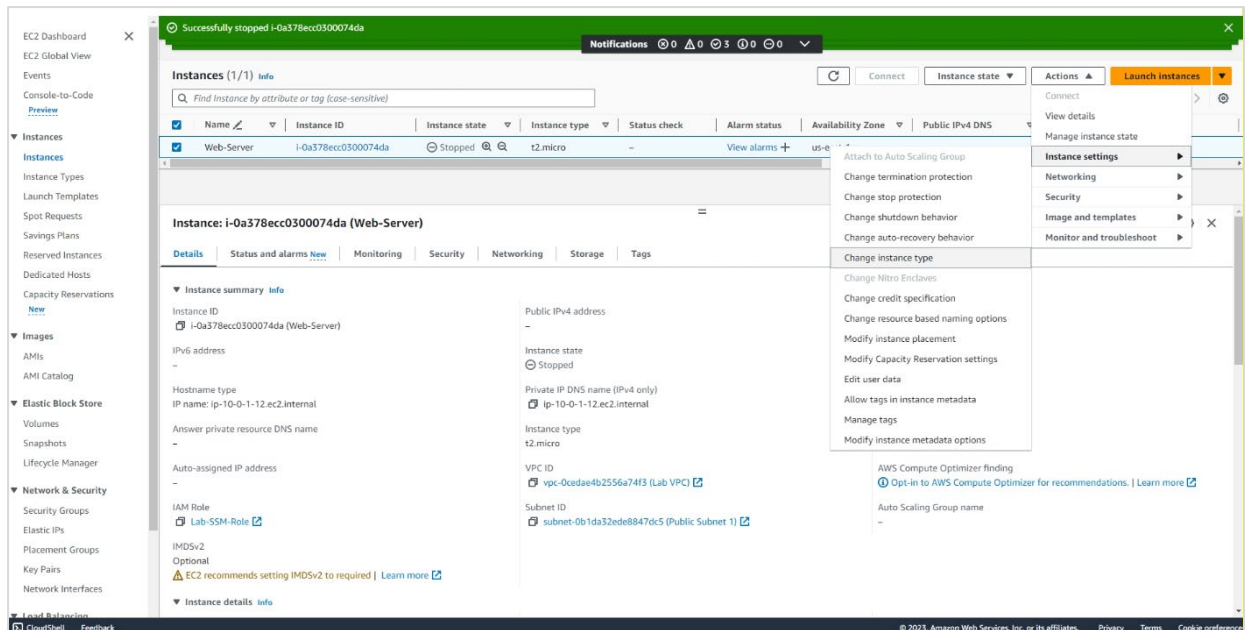 Successfully stopped i-0a378ecc0300074da
Notifications 0 0 3 0 0
EC2 Dashboard
EC2 Global View
Events
Console-to-Code
Preview
Instances
Instances
Instance Types
Launch Templates
Spot Requests
Savings Plans
Reserved Instances
Dedicated Hosts
Capacity Reservations
New
Images
AMIs
AMI Catalog
Elastic Block Store
Volumes
Snapshots
Lifecycle Manager
Network & Security
Security Groups
Elastic IPs
Placement Groups
Key Pairs
Network Interfaces
Load Balancing
Instances (1/1) Info
Connect Instance state Actions Launch instances
Find Instance by attribute or tag (case-sensitive)
Name Instance ID Instance state Instance type Status check Alarm status Availability Zone Public IPv4 DNS
Web-Server i-0a378ecc0300074da Stopped t2.micro – View alarms
Connect
View details
Manage instance state
Instance settings
Networking
Security
Image and templates
Monitor and troubleshoot
Attach to Auto Scaling Group
Change termination protection
Change stop protection
Change shutdown behavior
Change auto-recovery behavior
Change instance type
Change Nitro Enclaves
Change credit specification
Change resource based naming options
Modify instance placement
Modify Capacity Reservation settings
Edit user data
Allow tags in instance metadata
Manage tags
Modify instance metadata options
Instance: i-0a378ecc0300074da (Web-Server)
Details Status and alarms New Monitoring Security Networking Storage Tags
Instance summary Info
Instance ID
i-0a378ecc0300074da (Web-Server)
Public IPv4 address
–
IPv6 address
–
Instance state
Stopped
Hostname type
IP name: ip-10-0-1-12.ec2.internal
Private IP DNS name (IPv4 only)
ip-10-0-1-12.ec2.internal
Answer private resource DNS name
–
Instance type
t2.micro
Auto-assigned IP address
–
VPC ID
vpc-0cedae4b2556a74f3 (Lab VPC)
AWS Compute Optimizer finding
Opt-in to AWS Compute Optimizer for recommendations. | Learn more
IAM Role
Lab-SSM-Role
Subnet ID
subnet-0b1da32ede8847dc5 (Public Subnet 1)
Auto Scaling Group name
–
IMDSv2
Optional
EC2 recommends setting IMDSv2 to required | Learn more
Instance details Info
CloudShell Feedback
© 2023, Amazon Web Services, Inc. or its affiliates. Privacy Terms Cookie preferences